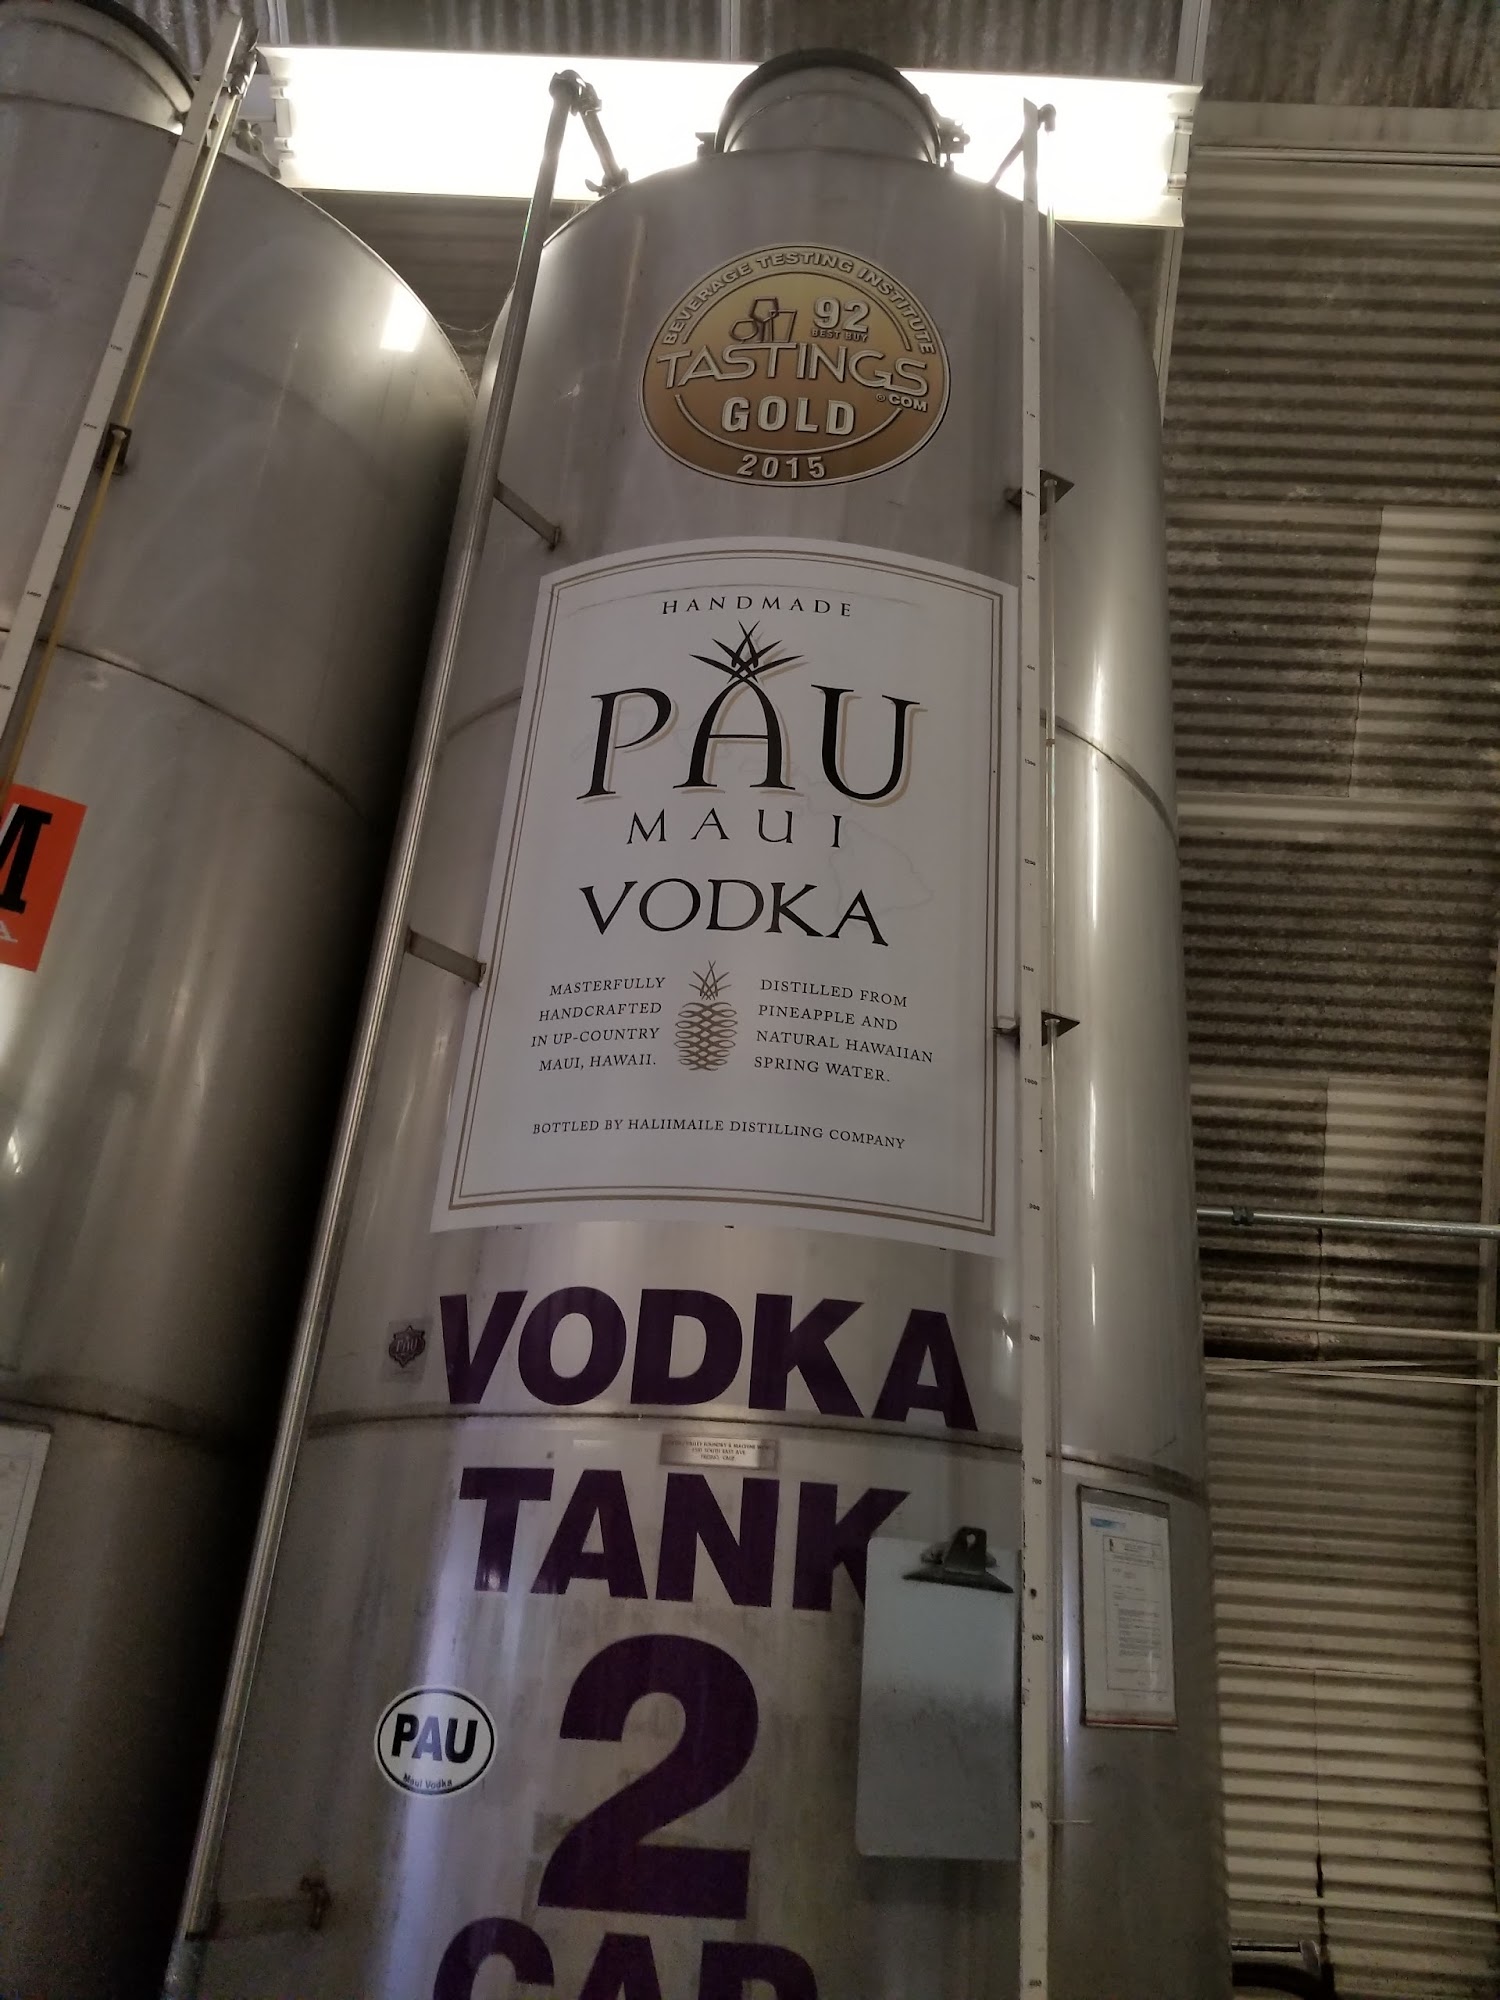 BEVERAGE TESTING INSTITUTE
92
BEST BUY
TASTINGS
.COM
GOLD
2015
HANDMADE
PAU
MAUI
VODKA
MASTERFULLY
HANDCRAFTED
IN UP-COUNTRY
MAUI, HAWAII.
DISTILLED FROM
PINEAPPLE AND
NATURAL HAWAIIAN
SPRING WATER.
BOTTLED BY HALIIMAILE DISTILLING COMPANY
PAU
VODKA
TANK
2
PAU
Maui Vodka
CAP
M
A